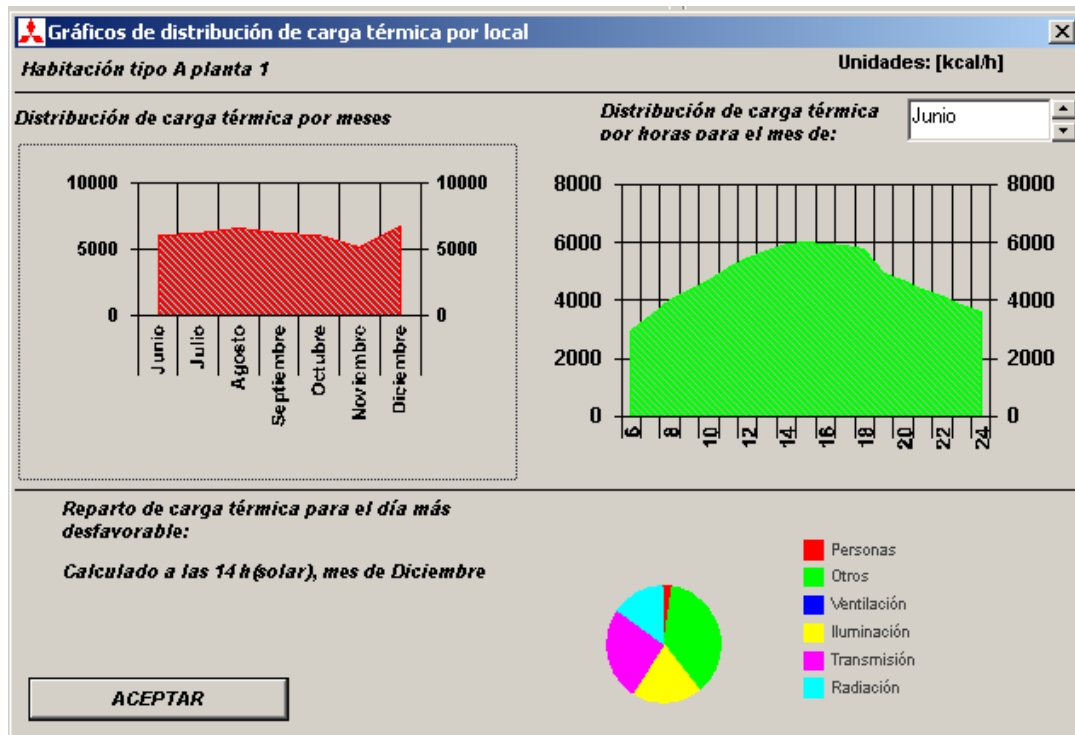 Gráficos de distribución de carga térmica por local
Habitación tipo A planta 1
Unidades: [kcal/h]
Distribución de carga térmica por meses
Distribución de carga térmica
por horas para el mes de:
Junio
10000
5000
0
10000
5000
0
Junio
Julio
Agosto
Septiembre
Octubre
Noviembre
Diciembre
8000
6000
4000
2000
0
8000
6000
4000
2000
0
6
8
10
12
14
16
18
20
22
24
Reparto de carga térmica para el día más
desfavorable:
Calculado a las 14 h(solar), mes de Diciembre
Personas
Otros
Ventilación
Iluminación
Transmisión
Radiación
ACEPTAR